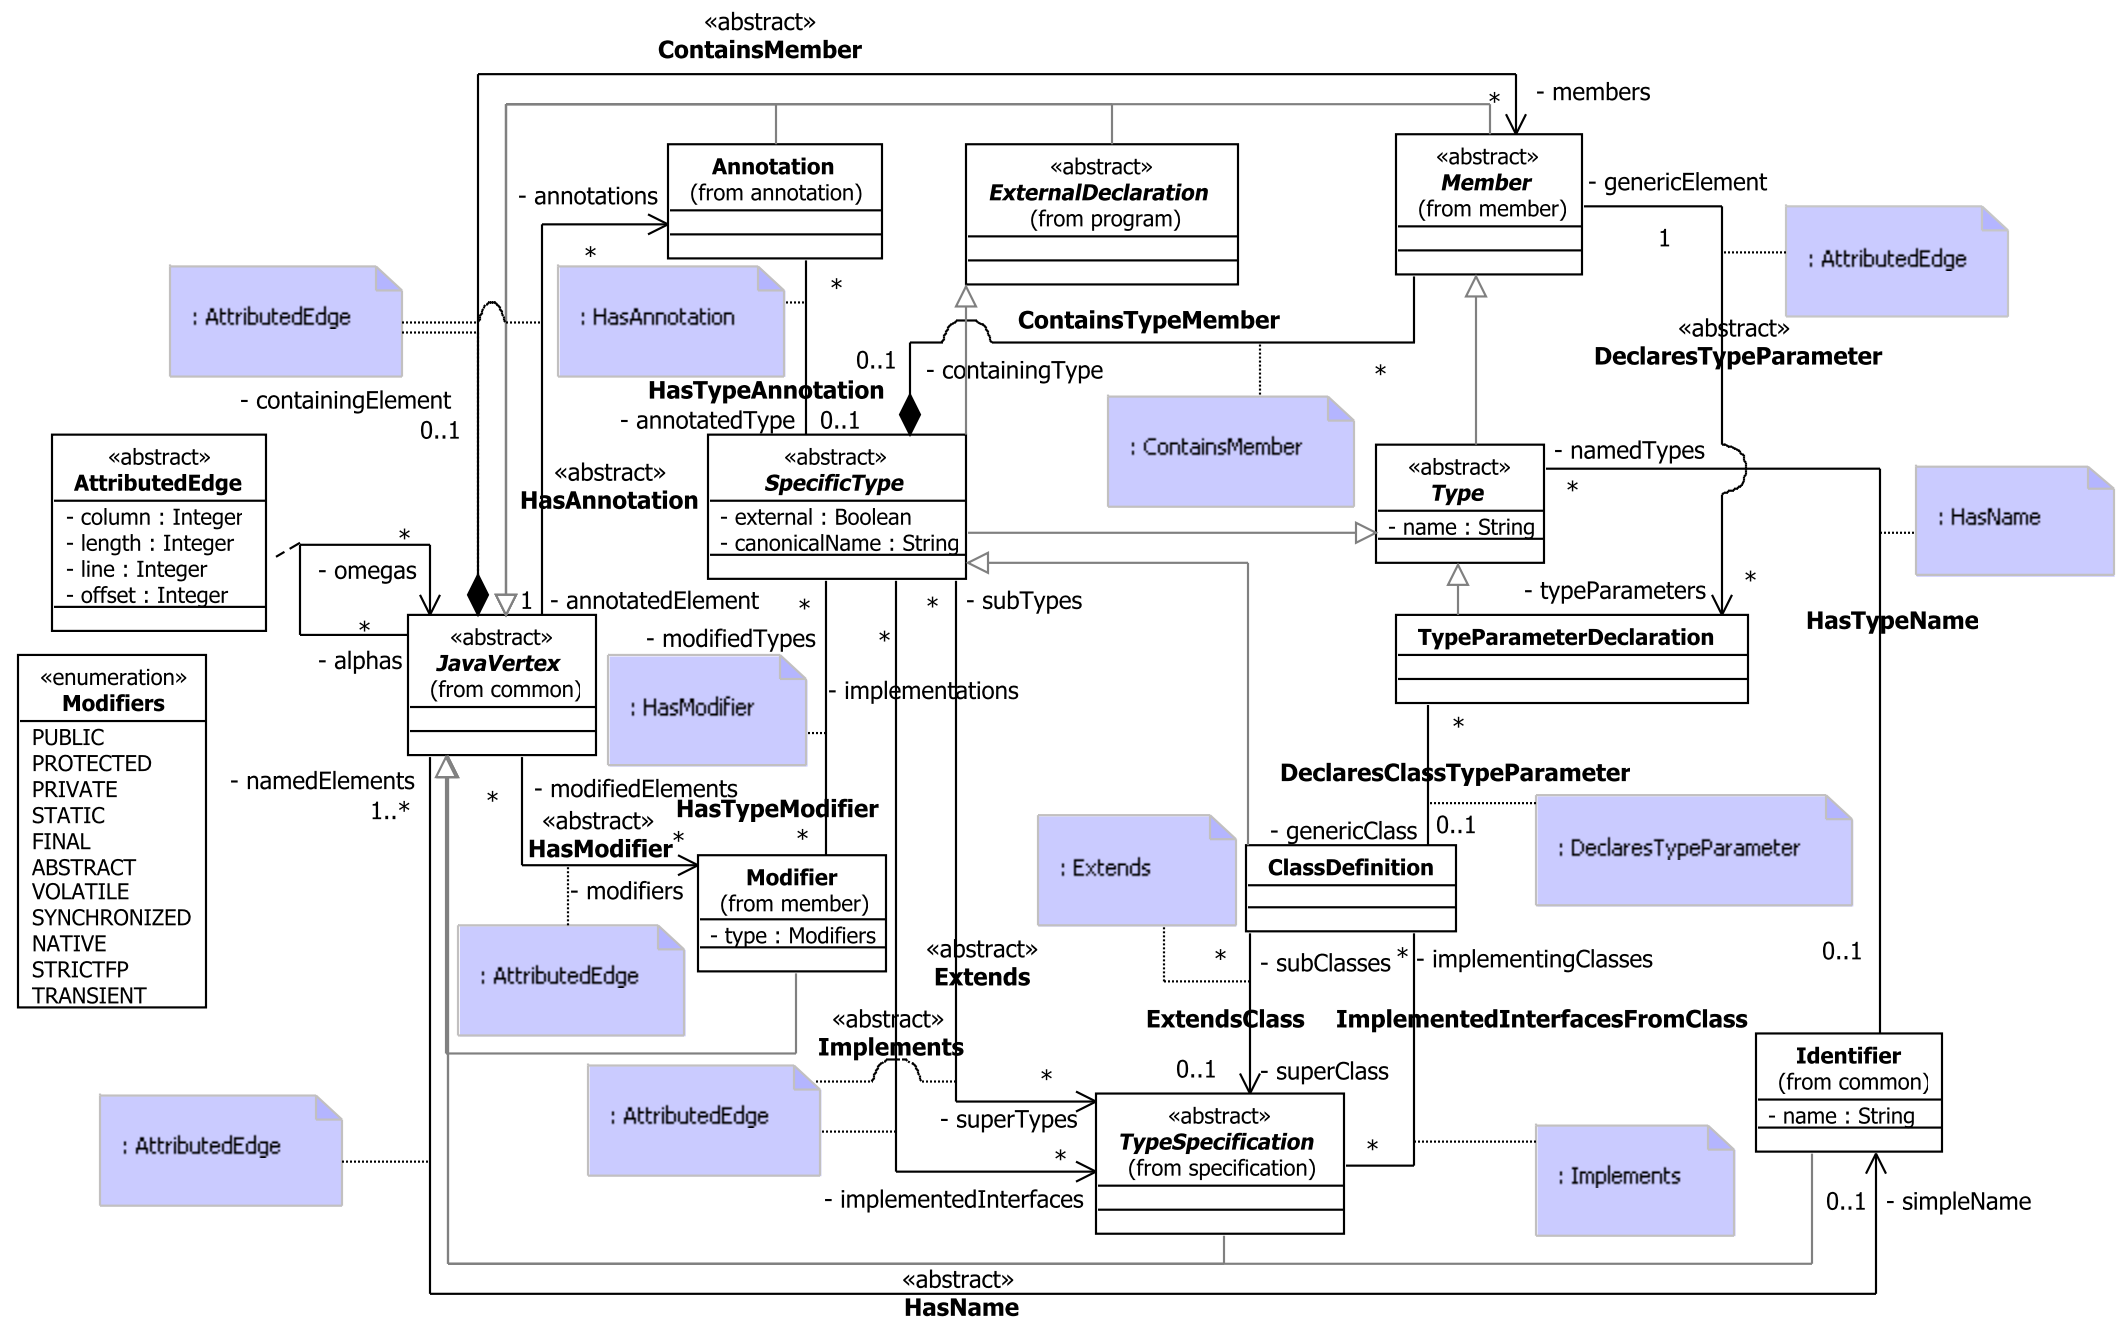 «abstract»
ContainsMember
- members
*
Annotation
(from annotation)
«abstract»
ExternalDeclaration
(from program)
«abstract»
Member
(from member)
- genericElement
1
- annotations
*
*
: AttributedEdge
: HasAnnotation
: AttributedEdge
ContainsTypeMember
«abstract»
DeclaresTypeParameter
0..1
- containingType
*
HasTypeAnnotation
- annotatedType
0..1
- containingElement
0..1
: ContainsMember
«abstract»
AttributedEdge
- column : Integer
- length : Integer
- line : Integer
- offset : Integer
«abstract»
HasAnnotation
«abstract»
SpecificType
- external : Boolean
- canonicalName : String
«abstract»
Type
- name : String
- namedTypes
*
: HasName
*
- omegas
*
- alphas
1
- annotatedElement
*
- modifiedTypes
*
- subTypes
*
- implementations
- typeParameters
*
HasTypeName
«abstract»
JavaVertex
(from common)
TypeParameterDeclaration
«enumeration»
Modifiers
PUBLIC
PROTECTED
PRIVATE
STATIC
FINAL
ABSTRACT
VOLATILE
SYNCHRONIZED
NATIVE
STRICTFP
TRANSIENT
: HasModifier
*
DeclaresClassTypeParameter
- namedElements
1..*
*
- modifiedElements
HasTypeModifier
«abstract»
HasModifier
*
*
- modifiers
- genericClass
0..1
: DeclaresTypeParameter
: Extends
ClassDefinition
Modifier
(from member)
- type : Modifiers
: AttributedEdge
«abstract»
Extends
*
- subClasses
*
- implementingClasses
0..1
«abstract»
Implements
ExtendsClass
ImplementedInterfacesFromClass
0..1
- superClass
*
- superTypes
*
- implementedInterfaces
: AttributedEdge
: AttributedEdge
«abstract»
TypeSpecification
(from specification)
*
: Implements
Identifier
(from common)
- name : String
0..1
- simpleName
«abstract»
HasName